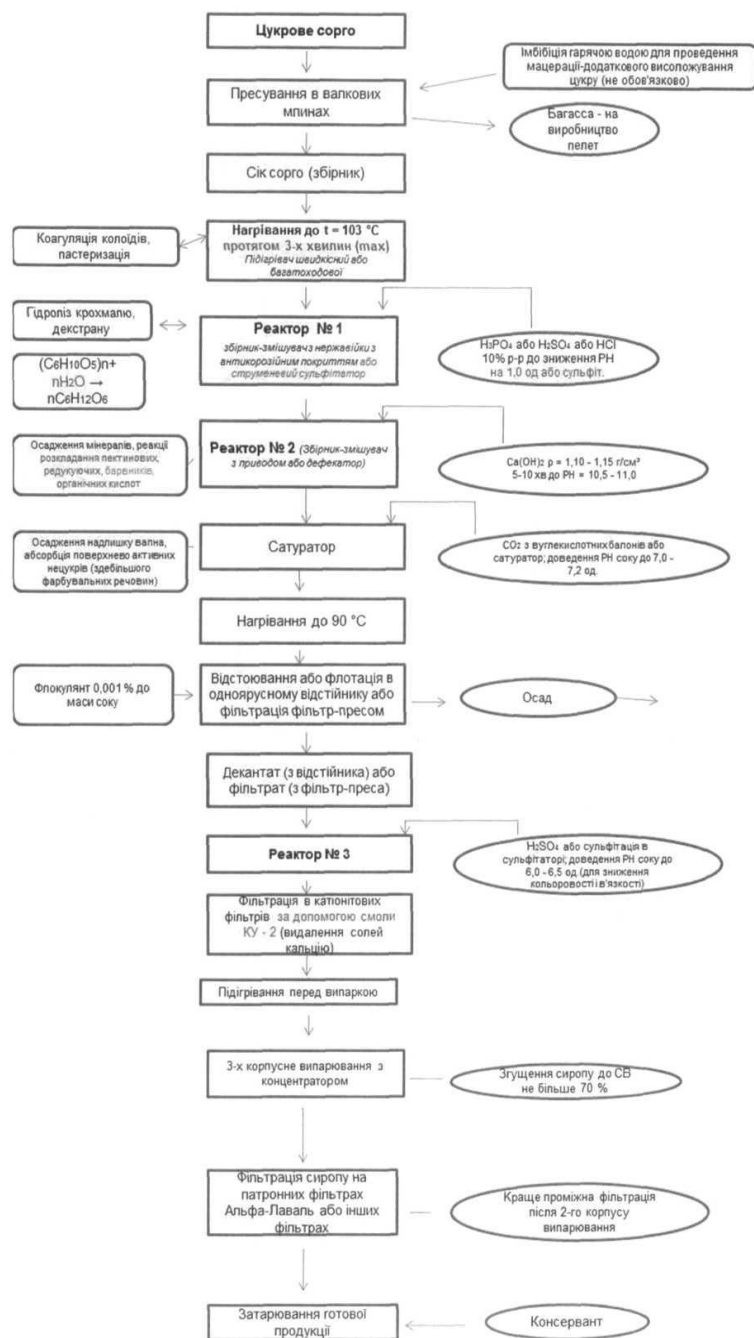 Цукрове сорго
Імбібіція гарячою водою для проведення
мацерації-додаткового висоложування
цукру (не обов'язково)
Пресування в валкових
млинах
Багасса - на
виробництво
пелет
Сік сорго (збірник)
Нагрівання до t = 103 °C
протягом 3-х хвилин (max)
Підігрівач швидкісний або
багатоходової
Коагуляція колоїдів,
пастеризація
Гідроліз крохмалю,
декстрану
Реактор № 1
збірник-змішувач з нержавійки з
антикорозійним покриттям або
струменевий сульфітатор
H₃PO₄ або H₂SO₄ або HCl
10% р-р до зниження PH
на 1,0 од або сульфіт.
(C6H10O5)n+
nH2O →
nC6H12O6
Реактор № 2 (Збірник-змішувач
з приводом або дефекатор)
Осадження мінералів, реакції
розкладання пектинових,
редукуючих, барвників,
органічних кислот
Ca(OH)₂ p = 1,10 - 1,15 г/см³
5-10 хв до PH = 10,5 - 11,0
Осадження надлишку вапна,
абсорбція поверхнево активних
нецукрів (здебільшого
фарбувальних речовин)
Сатуратор
CO₂ з вуглекислотних балонів або
сатуратор; доведення PH соку до 7,0 -
7,2 од.
Нагрівання до 90 °C
Флокулянт 0,001 % до
маси соку
Відстоювання або флотація в
одноярусному відстійнику або
фільтрація фільтр-пресом
Осад
Декантат (з відстійника) або
фільтрат (з фільтр-преса)
Реактор № 3
H₂SO₄ або сульфітація в
сульфітаторі; доведення PH соку до
6,0 - 6,5 од (для зниження
кольоровості і в'язкості)
Фільтрація в катіонітових
фільтрів за допомогою смоли
КУ - 2 (видалення солей
кальцію)
Підігрівання перед випаркою
3-х корпусне випарювання з
концентратором
Згущення сиропу до СВ
не більше 70 %
Фільтрація сиропу на
патронних фільтрах
Альфа-Лаваль або інших
фільтрах
Краще проміжна фільтрація
після 2-го корпусу
випарювання
Затарювання готової
продукції
Консервант